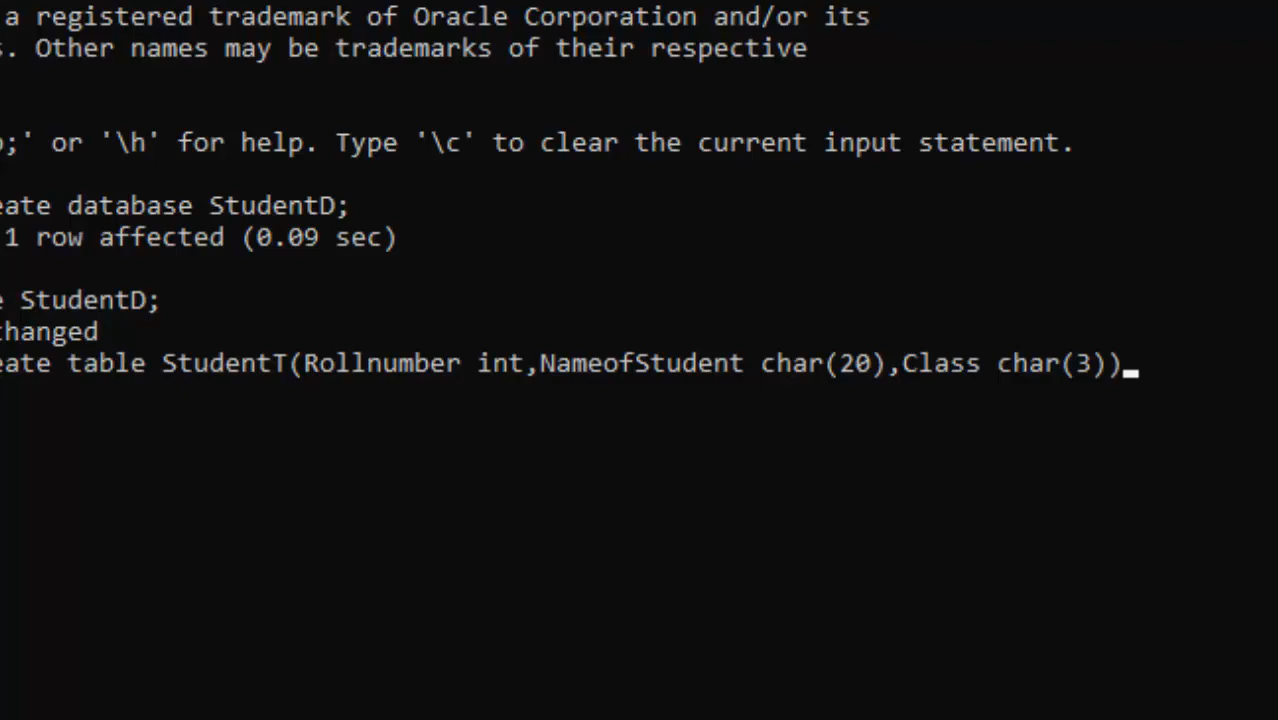 a registered trademark of Oracle Corporation and/or its
s. Other names may be trademarks of their respective
;' or '\h' for help. Type '\c' to clear the current input statement.
eate database StudentD;
1 row affected (0.09 sec)
e StudentD;
changed
eate table StudentT(Rollnumber int,NameofStudent char(20),Class char(3))